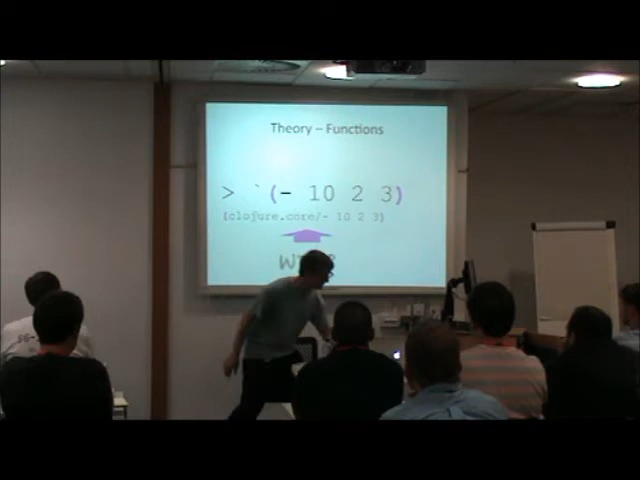 Theory – Functions
> `(- 10 2 3)
(clojure.core/- 10 2 3)